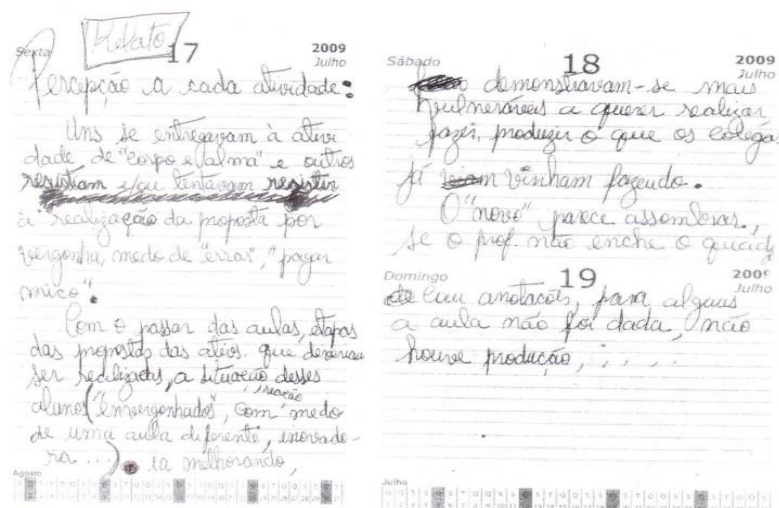 Relato
Sexta 17 2009
Julho
Percepção a cada atividade:
Uns se entregavam à ativi
dade de "corpo e alma" e outros
resistiam e/ou tentavam resistir
à realização da proposta por
vergonha, medo de "errar", "pagar
mico".
Com o passar das aulas, etapas
das propostas das ativs. que deveriam
ser realizadas, a situação desses
reação
alunos ("envergonhados", com medo
de uma aula diferente, inovado-
ra ...) ia melhorando,
Agosto
Sábado 18 2009
Julho
demonstravam-se mais
vulneráveis a querer realizar,
fazer, produzir o que os colegas
já vinham fazendo.
O "novo" parece assombrar,
se o prof. não enche o quad
Domingo 19 2009
Julho
de anotações, para alguns
a aula não foi dada, não
houve produção, ; . . .
Julho